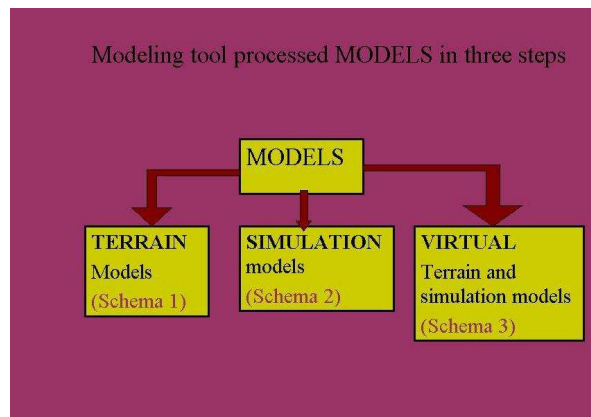 Modeling tool processed MODELS in three steps
MODELS
TERRAIN
Models
(Schema 1)
SIMULATION
models
(Schema 2)
VIRTUAL
Terrain and
simulation models
(Schema 3)